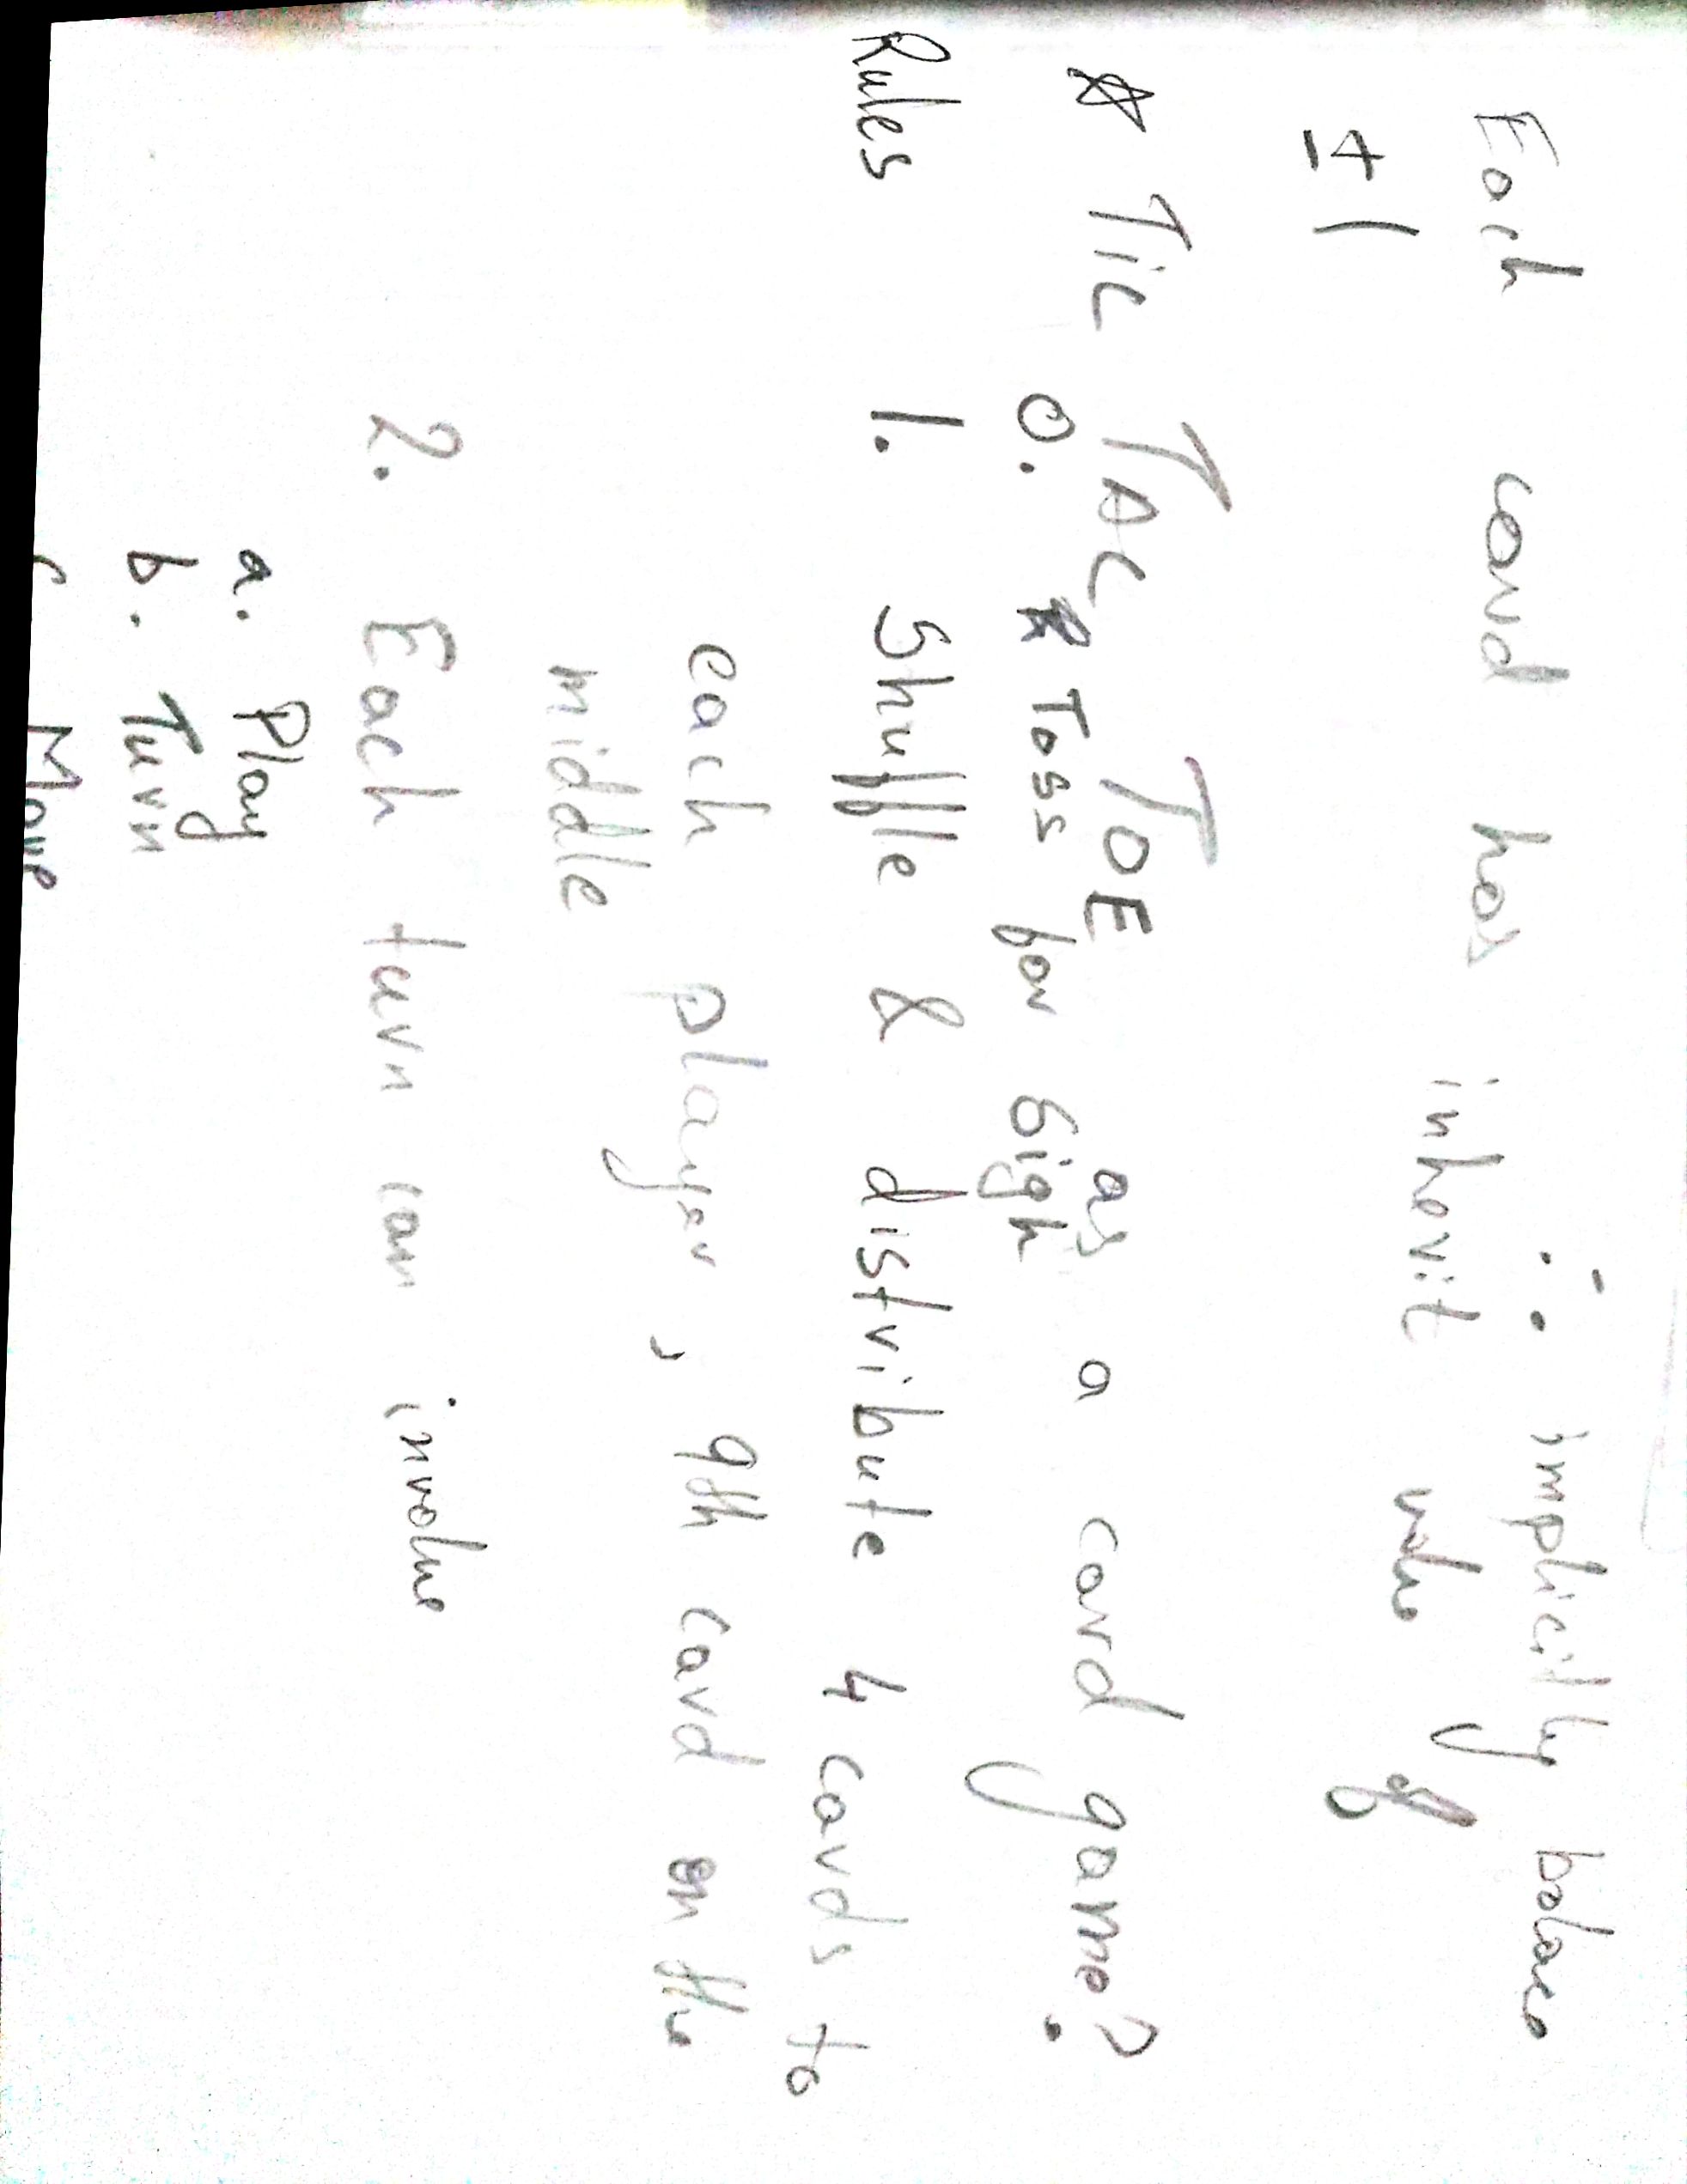 ∴ implicitly balance
Each card has inherit value of
± 1
☆ TiC TAC TOE as a card game?
0. Toss for Sigh
Rules 1. Shuffle & distribute 4 cards to
each player, 9th card on the
middle
2. Each turn can involve
a. Play
b. Turn
c. Move